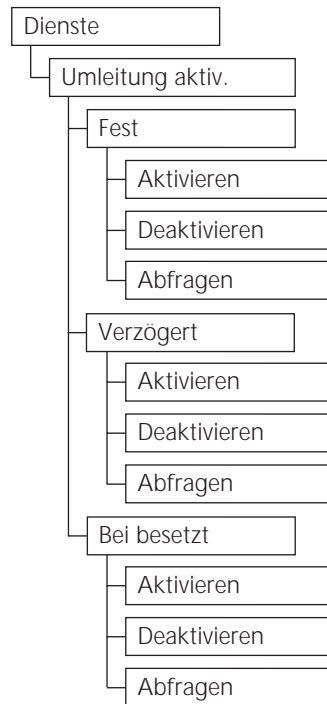 Dienste
Umleitung aktiv.
Fest
Aktivieren
Deaktivieren
Abfragen
Verzögert
Aktivieren
Deaktivieren
Abfragen
Bei besetzt
Aktivieren
Deaktivieren
Abfragen